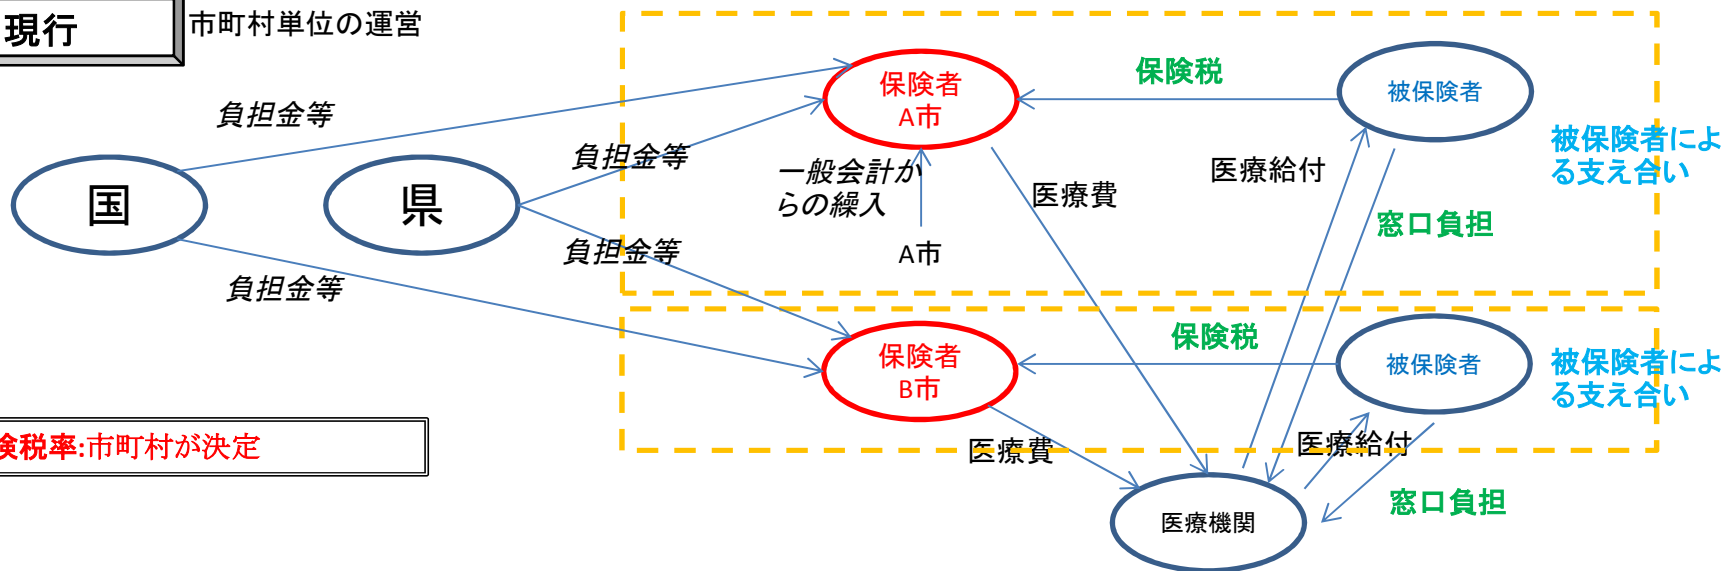 現行
市町村単位の運営
保険者
A市
保険税
被保険者
負担金等
負担金等
被保険者によ
る支え合い
国
県
一般会計か
らの繰入
医療費
医療給付
窓口負担
負担金等
A市
負担金等
保険者
B市
保険税
被保険者
被保険者によ
る支え合い
険税率:市町村が決定
医療費
医療給付
窓口負担
医療機関